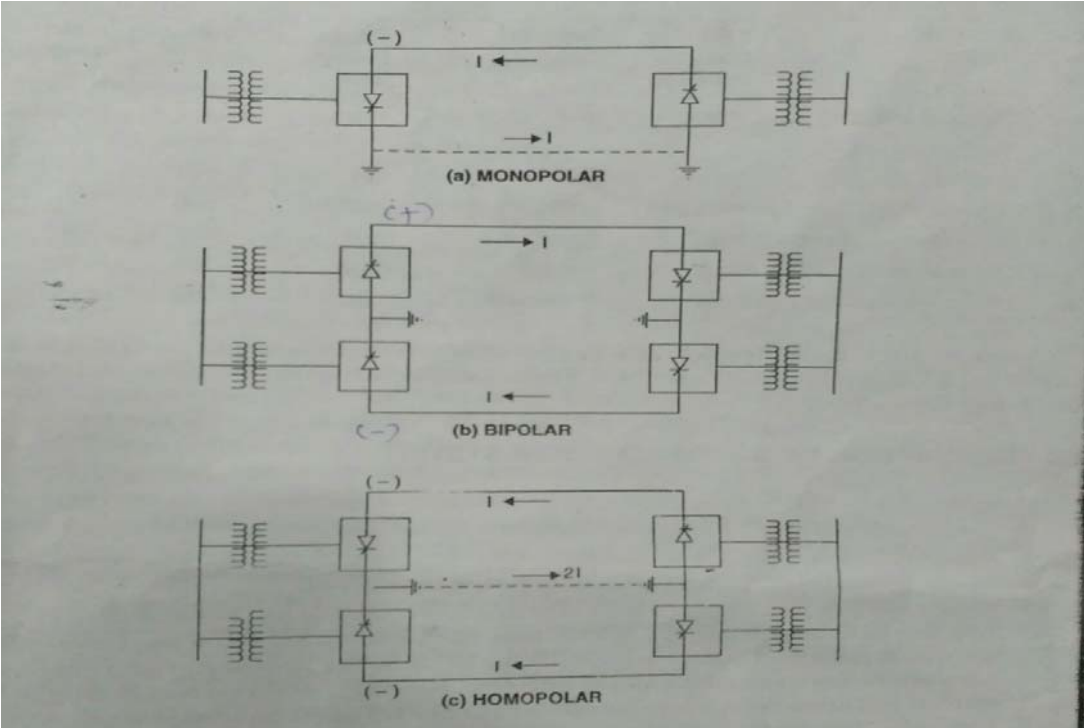 (-)
I
I
(a) MONOPOLAR
(+)
I
I
(-)
(b) BIPOLAR
(-)
I
2I
I
(-)
(c) HOMOPOLAR